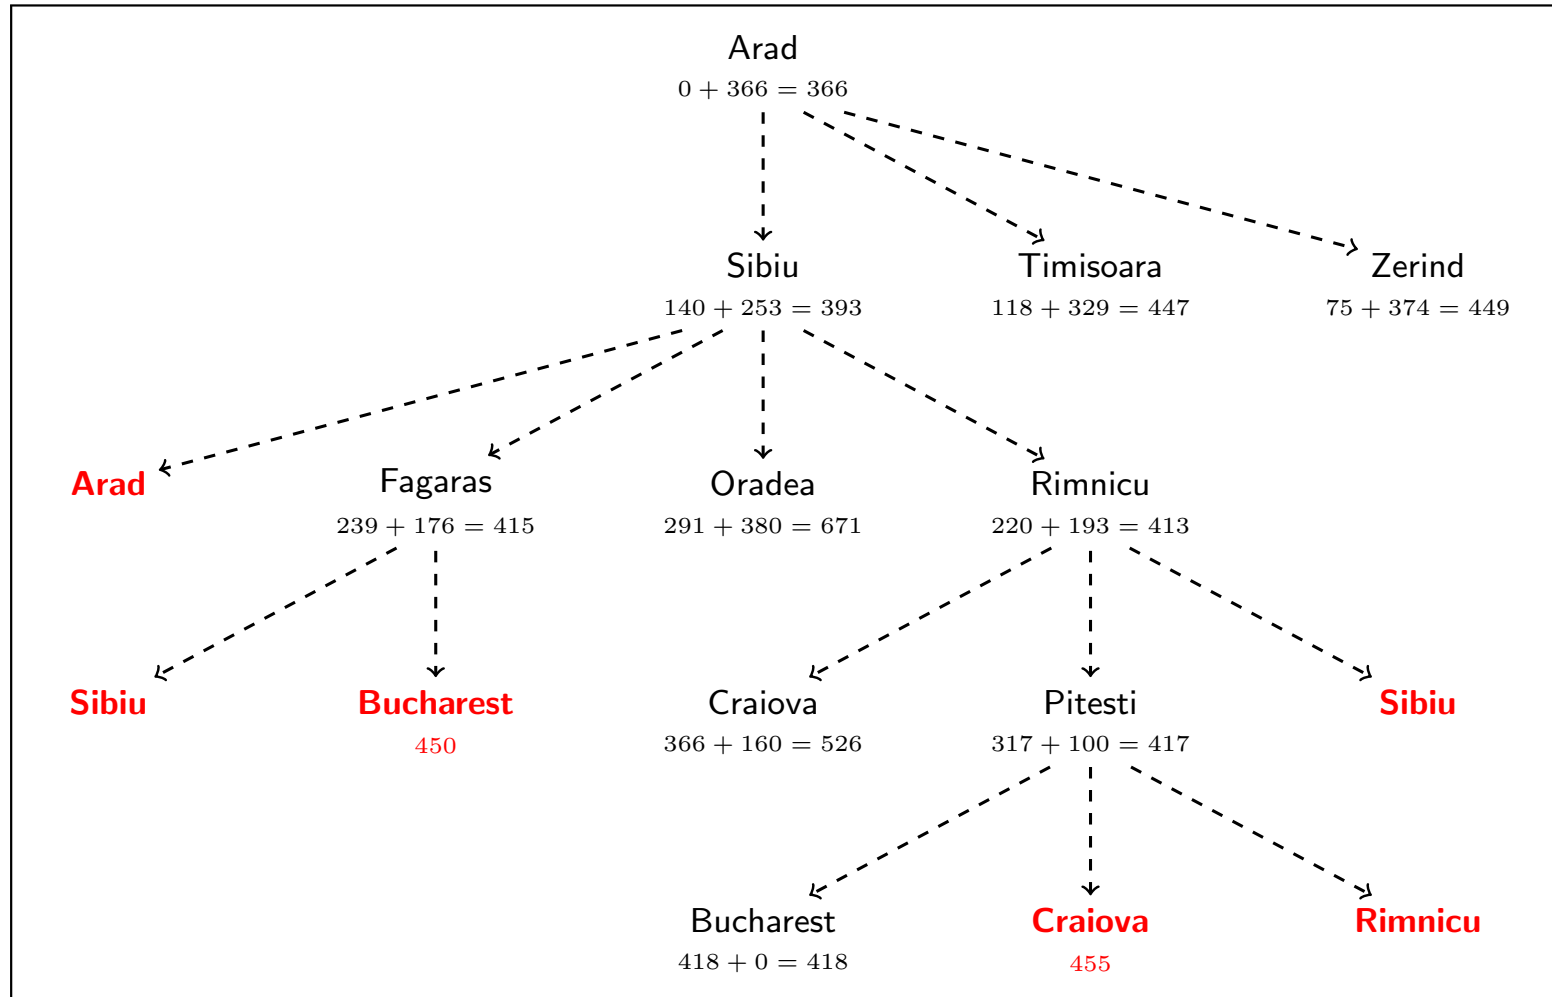 Arad
0 + 366 = 366
Sibiu Timisoara Zerind
140 + 253 = 393 118 + 329 = 447 75 + 374 = 449
Arad Fagaras Oradea Rimnicu
239 + 176 = 415 291 + 380 = 671 220 + 193 = 413
Sibiu Bucharest Craiova Pitesti Sibiu
450 366 + 160 = 526 317 + 100 = 417
Bucharest Craiova Rimnicu
418 + 0 = 418 455